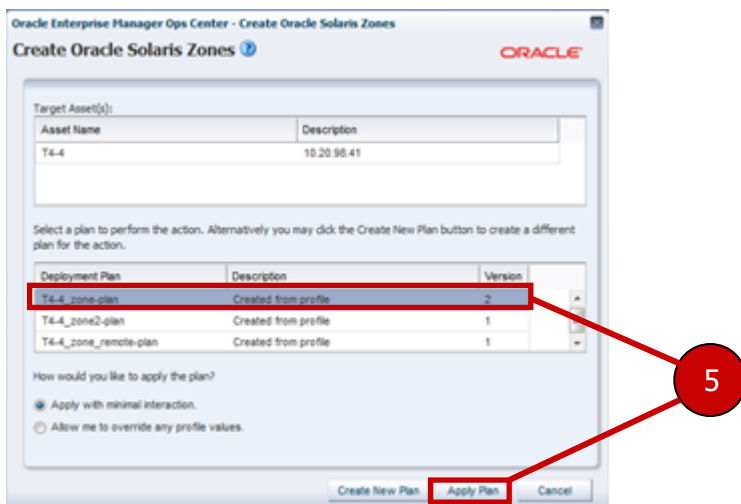 Oracle Enterprise Manager Ops Center - Create Oracle Solaris Zones
Create Oracle Solaris Zones ?
ORACLE
Target Asset(s):
Asset Name Description
T4-4 10.20.98.41
Select a plan to perform the action. Alternatively you may click the Create New Plan button to create a different
plan for the action.
Deployment Plan Description Version
T4-4_zone-plan Created from profile 2
T4-4_zone2-plan Created from profile 1
T4-4_zone_remote-plan Created from profile 1
5
How would you like to apply the plan?
Apply with minimal interaction.
Allow me to override any profile values.
Create New Plan Apply Plan Cancel